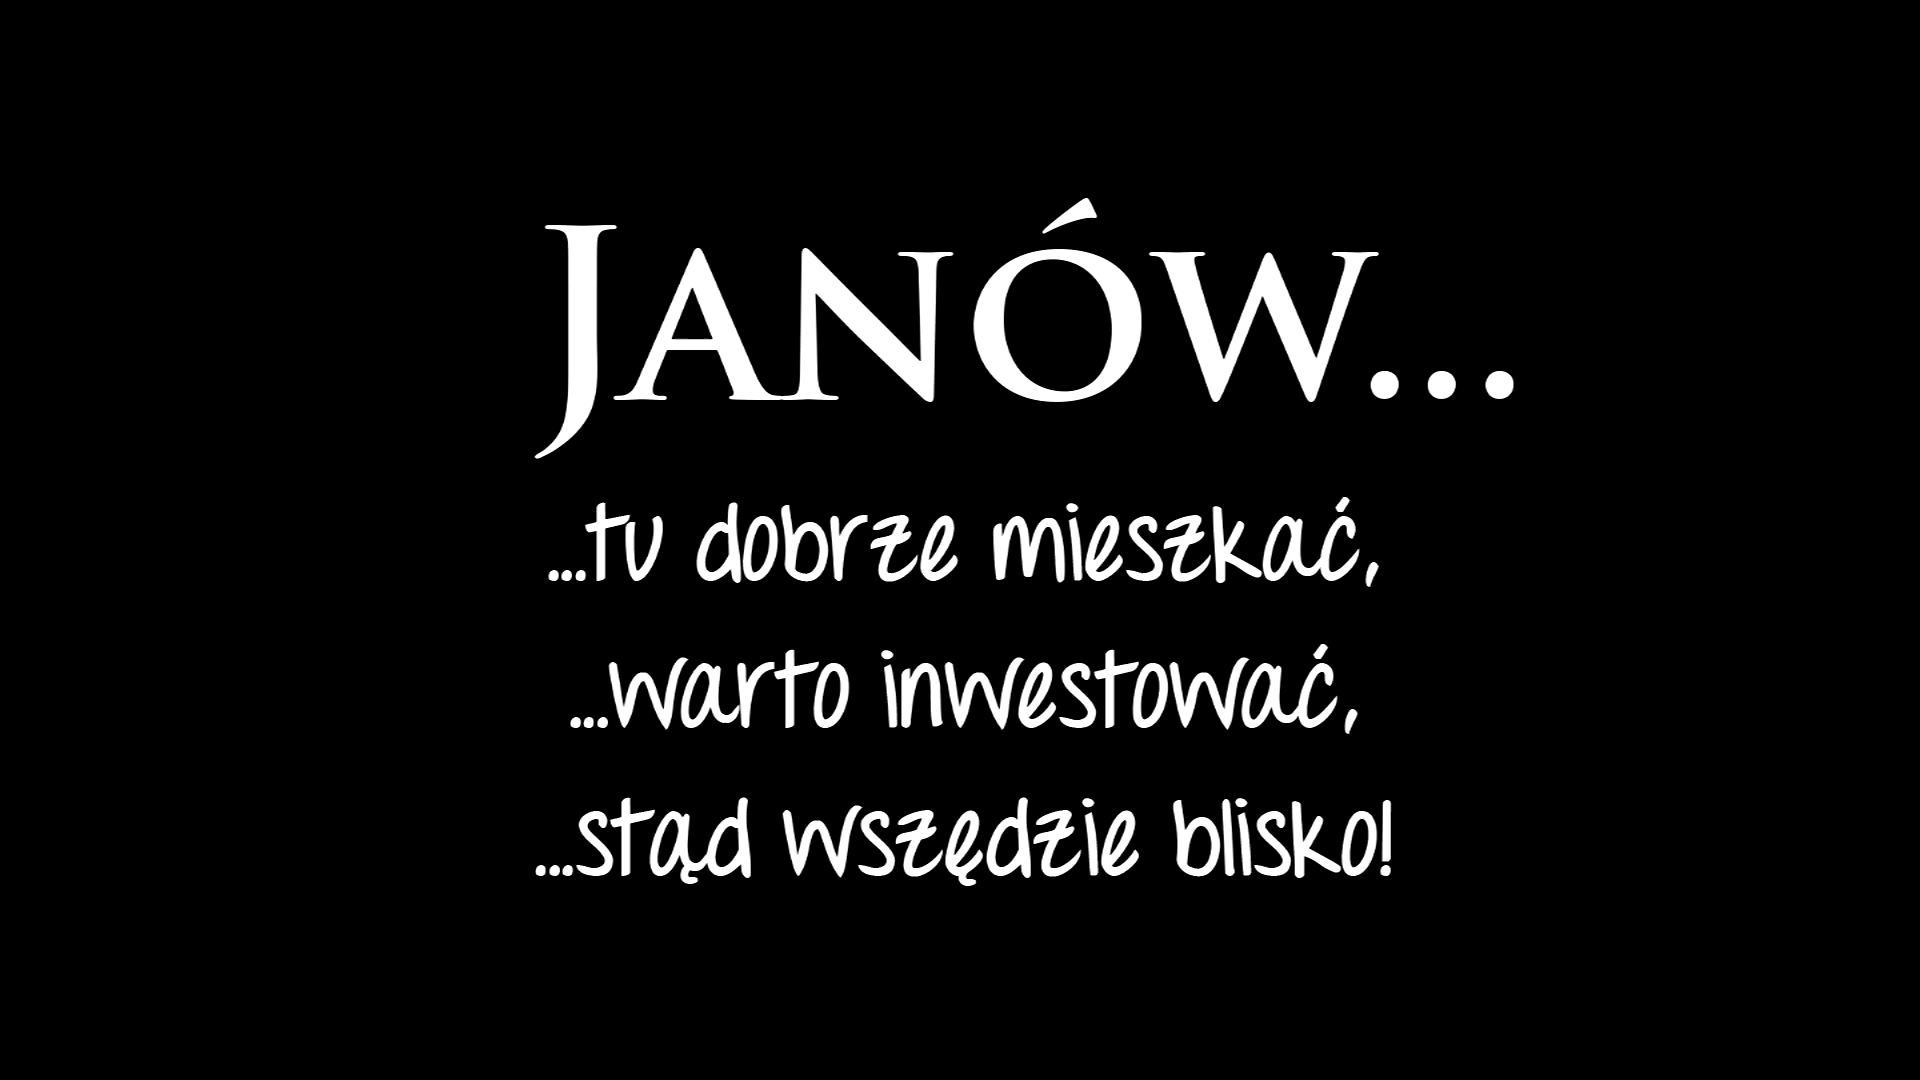 Janów...
...tu dobrze mieszkać,
...warto inwestować,
...stąd wszędzie blisko!